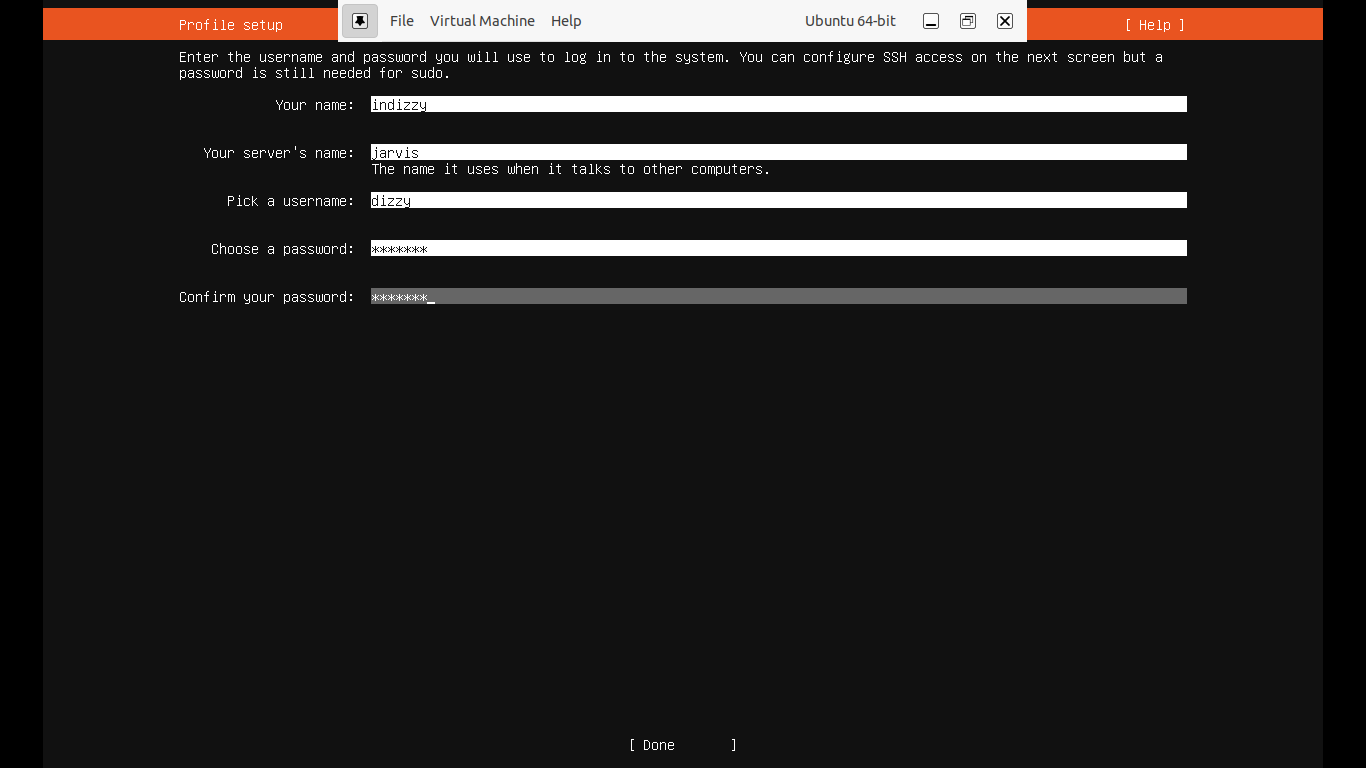 Profile setup
File Virtual Machine Help
Ubuntu 64-bit
[ Help ]
Enter the username and password you will use to log in to the system. You can configure SSH access on the next screen but a
password is still needed for sudo.
Your name: indizzy
Your server's name: jarvis
The name it uses when it talks to other computers.
Pick a username: dizzy
Choose a password: *******
Confirm your password: *******_
[ Done ]